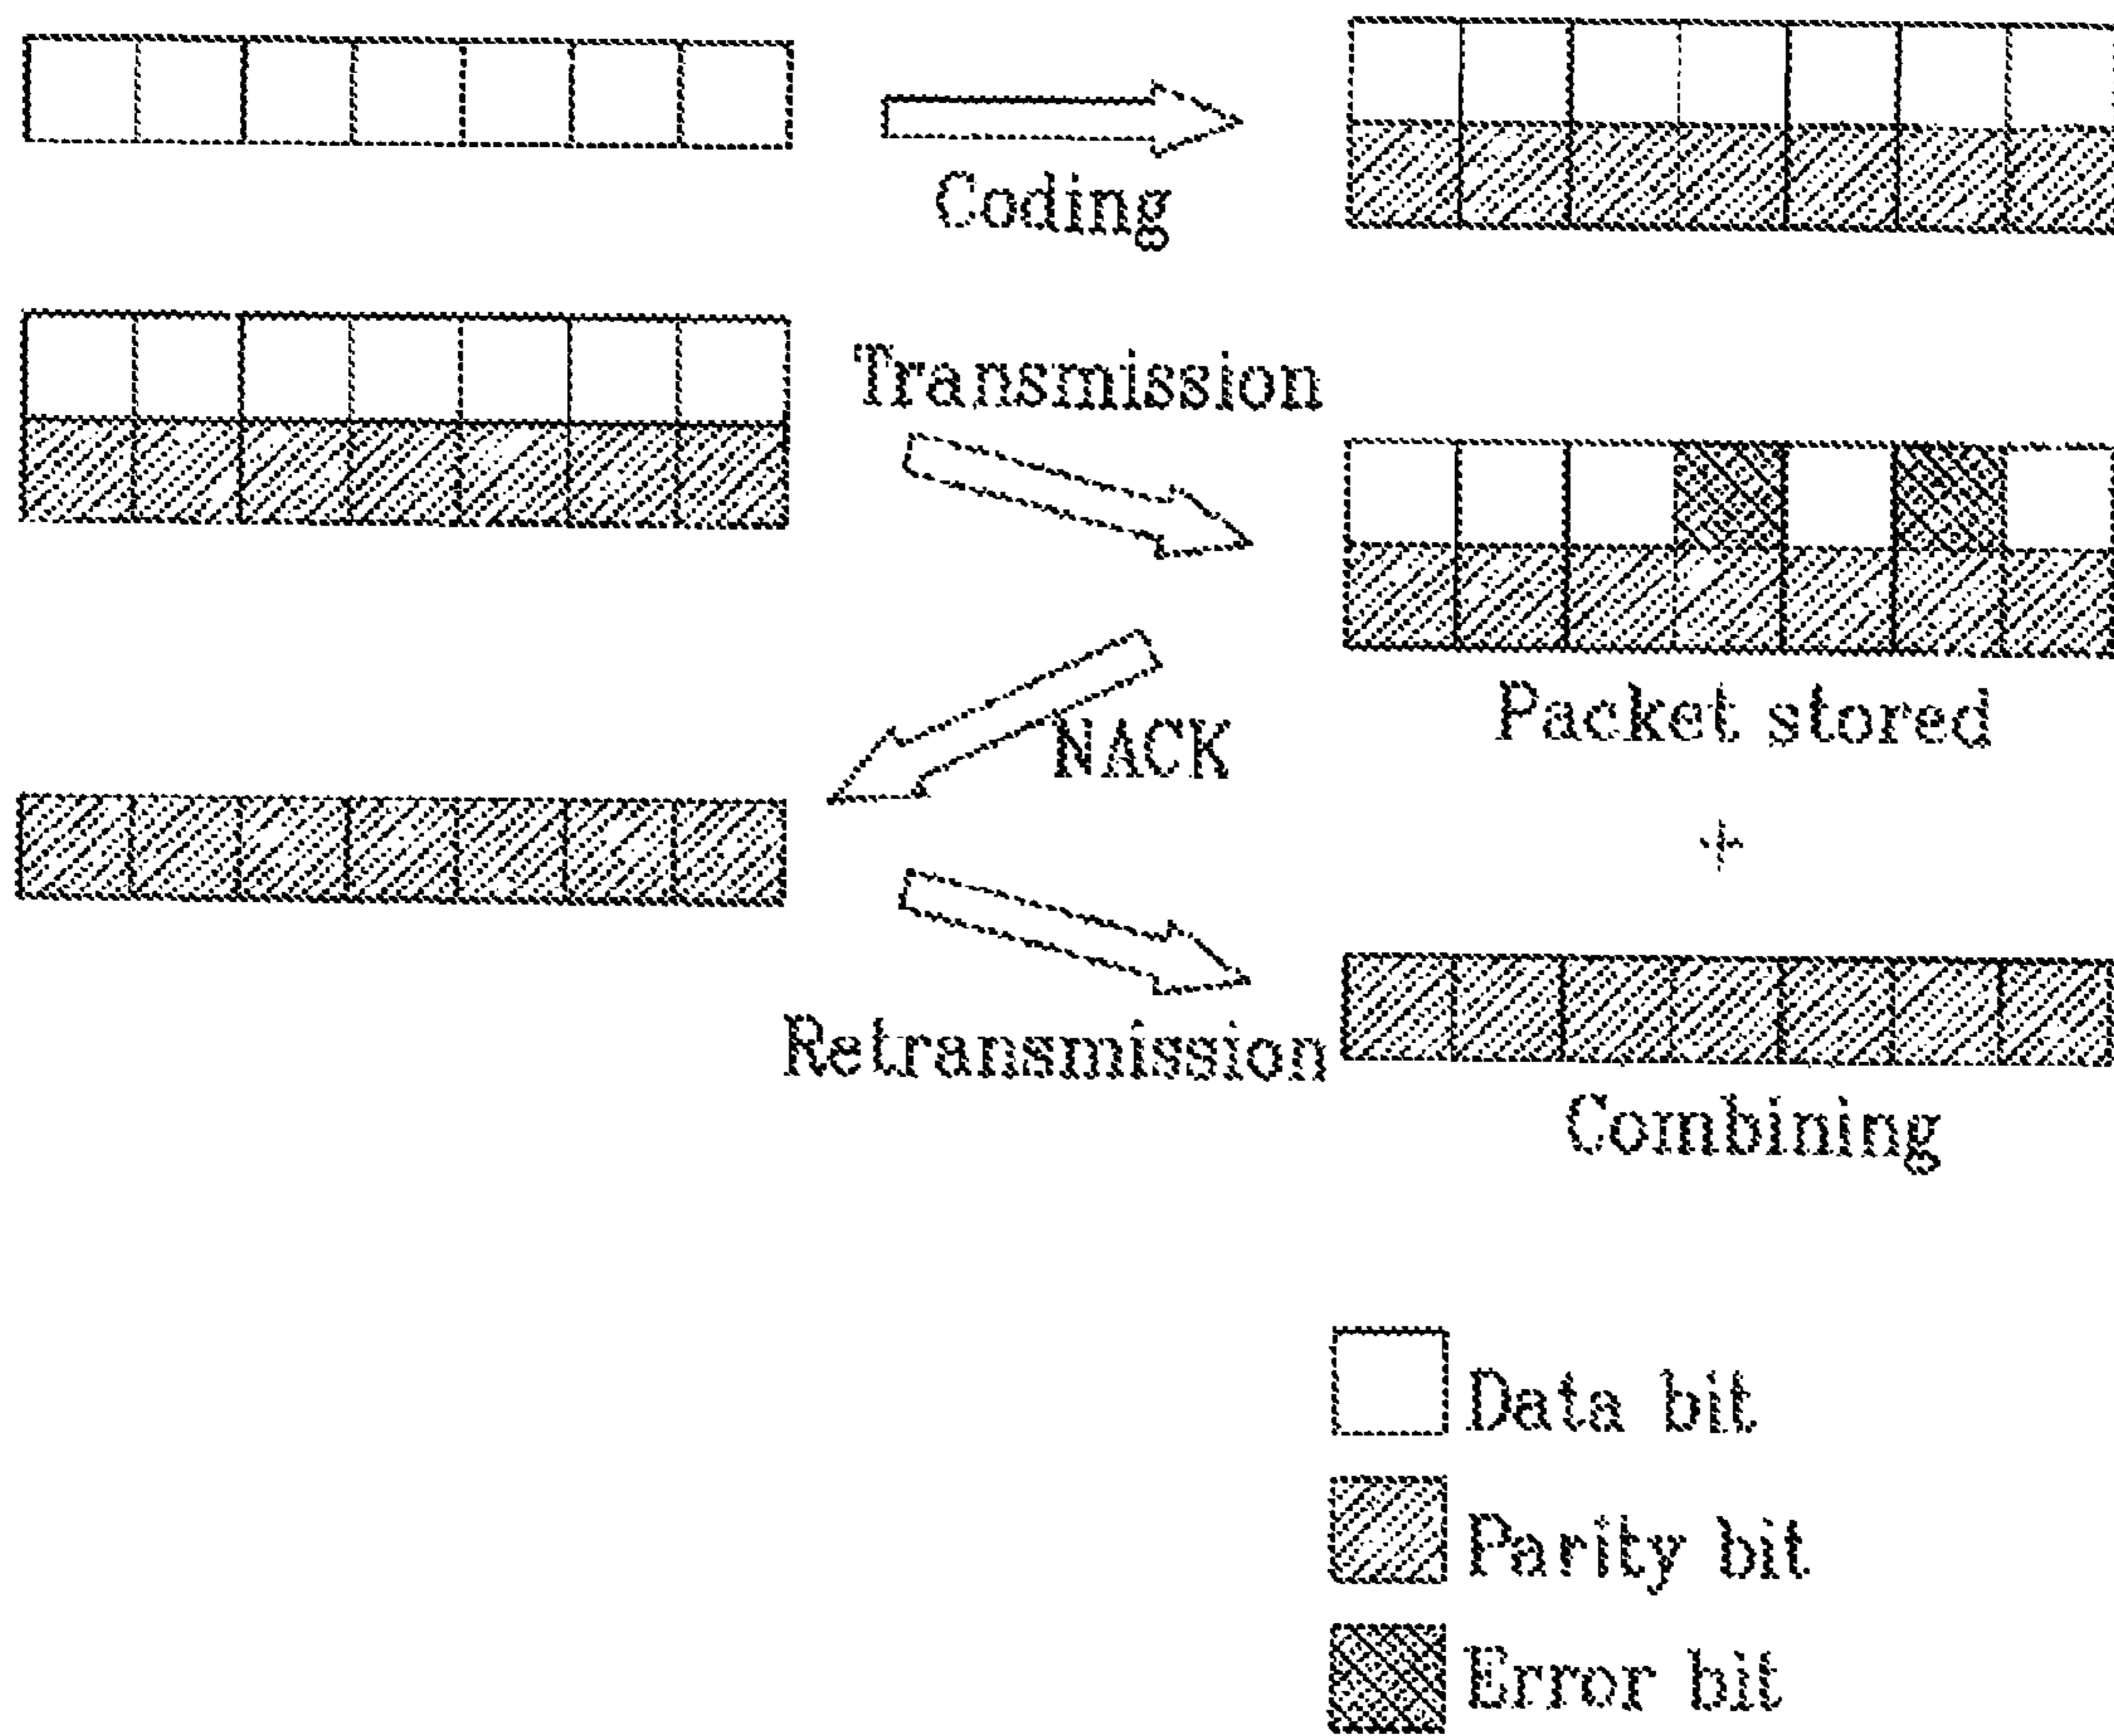 Coding
Transmission
NACK
Packet stored
+
Retransmission
Combining
Data bit
Parity bit
Error bit